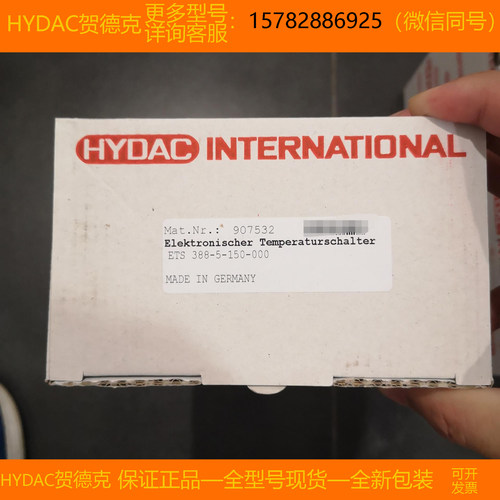 HYDAC贺德克
更多型号
详询客服:
15782886925（微信同号）
HYDAC INTERNATIONAL
Mat.Nr.: 907532
Elektronischer Temperaturschalter
ETS 388-5-150-000
MADE IN GERMANY
HYDAC贺德克 保证正品—全型号现货—全新包装
可开
发票